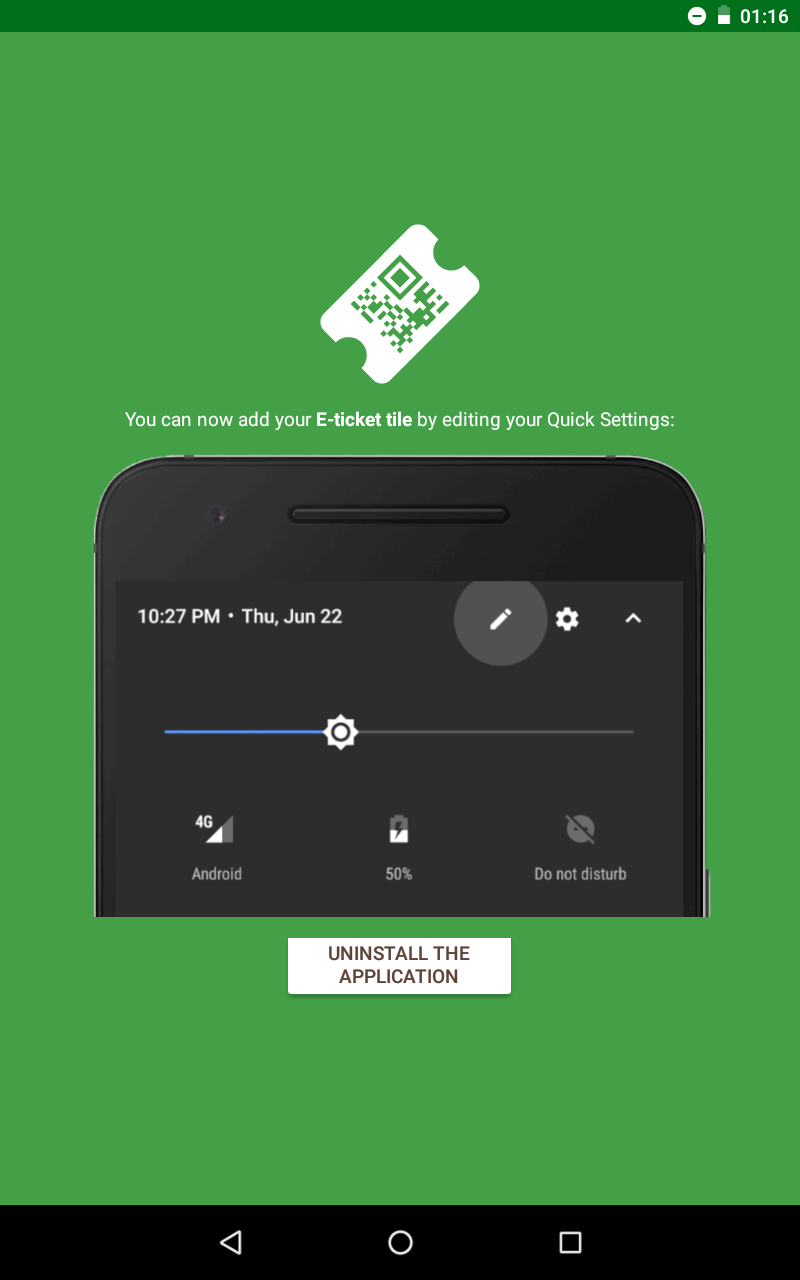 01:16
You can now add your E-ticket tile by editing your Quick Settings:
10:27 PM • Thu, Jun 22
4G
Android
50%
Do not disturb
UNINSTALL THE
APPLICATION